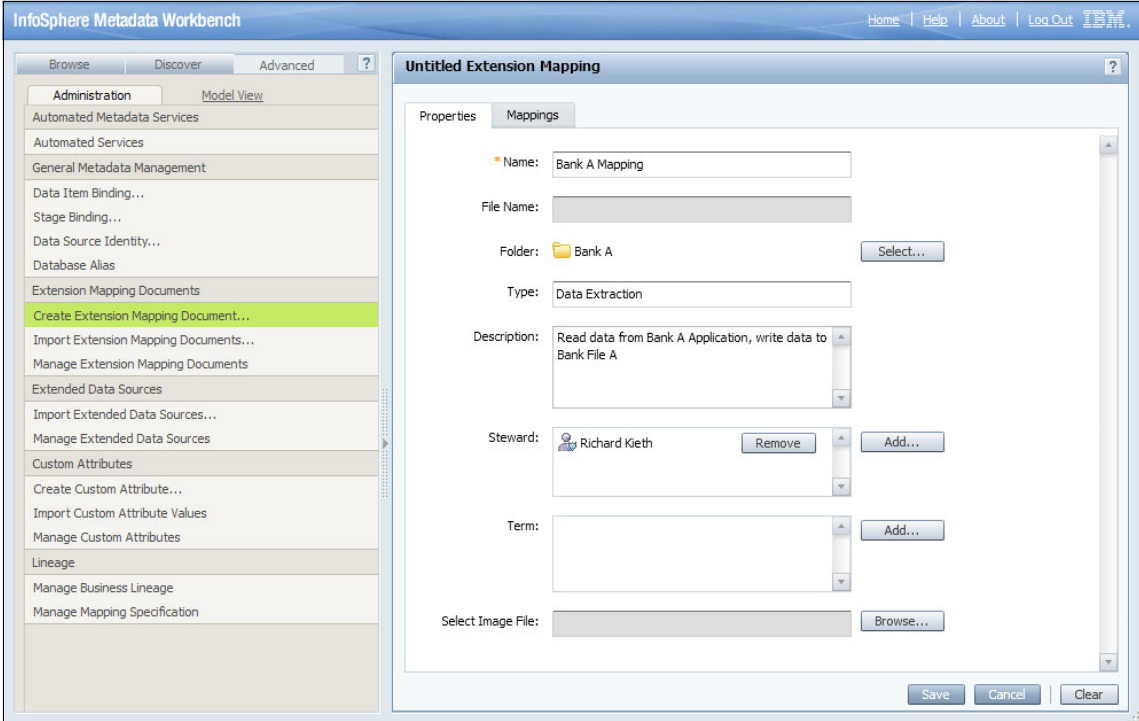 InfoSphere Metadata Workbench
Home | Help | About | Log Out IBM.
Browse Discover Advanced ?
Administration Model View
Automated Metadata Services
Automated Services
General Metadata Management
Data Item Binding...
Stage Binding...
Data Source Identity...
Database Alias
Extension Mapping Documents
Create Extension Mapping Document...
Import Extension Mapping Documents...
Manage Extension Mapping Documents
Extended Data Sources
Import Extended Data Sources...
Manage Extended Data Sources
Custom Attributes
Create Custom Attribute...
Import Custom Attribute Values
Manage Custom Attributes
Lineage
Manage Business Lineage
Manage Mapping Specification
Untitled Extension Mapping ?
Properties Mappings
* Name: Bank A Mapping
File Name:
Folder: Bank A Select...
Type: Data Extraction
Description: Read data from Bank A Application, write data to
Bank File A
Steward: Richard Kieth Remove Add...
Term: Add...
Select Image File: Browse...
Save Cancel | Clear